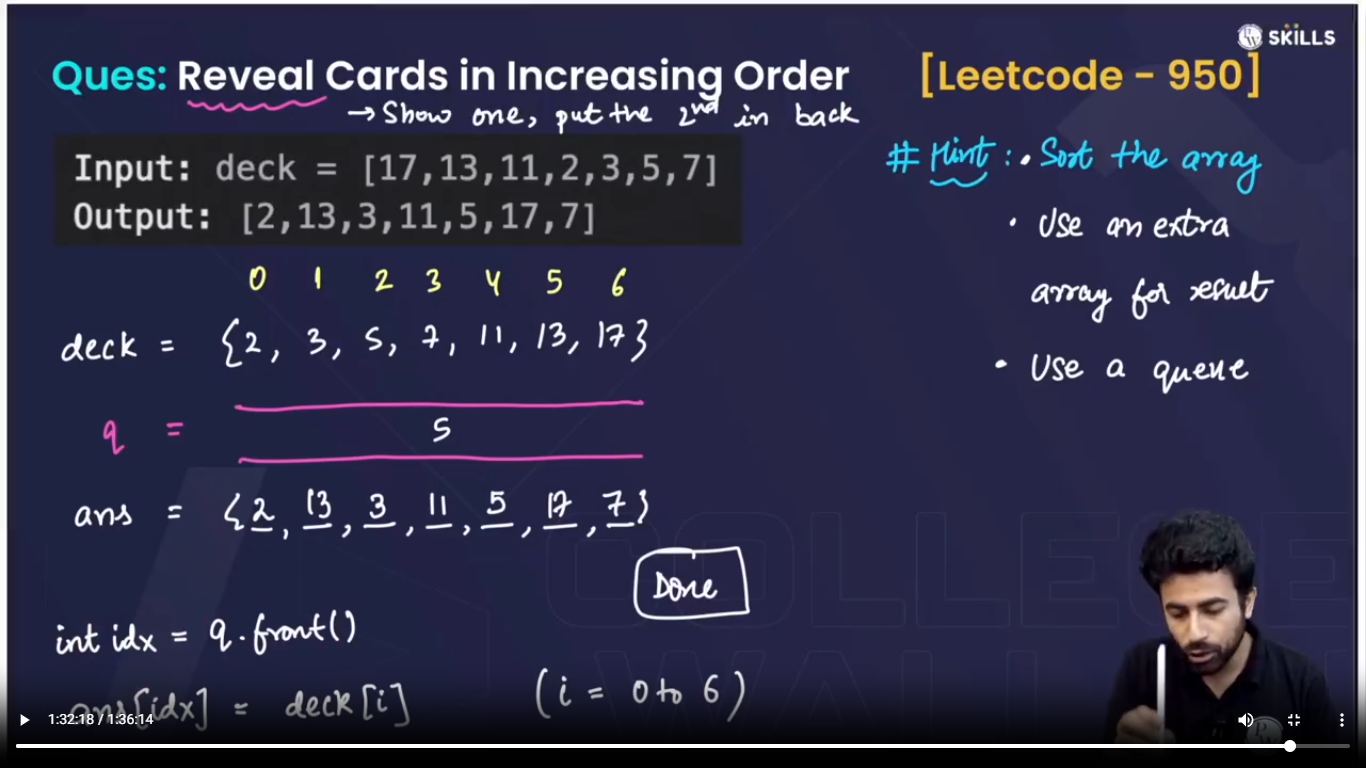 SKILLS
Ques: Reveal Cards in Increasing Order [Leetcode - 950]
→ Show one, put the 2nd in back
Input: deck = [17,13,11,2,3,5,7]
Output: [2,13,3,11,5,17,7]
# Hint : • Sort the array
• Use an extra
array for result
• Use a queue
0 1 2 3 4 5 6
deck = {2, 3, 5, 7, 11, 13, 17}
q = 5
ans = {2, 13, 3, 11, 5, 17, 7}
Done
int idx = q.front()
ans[idx] = deck[i] (i = 0 to 6)
COLLEGE
WALL
1:32:18 / 1:36:14